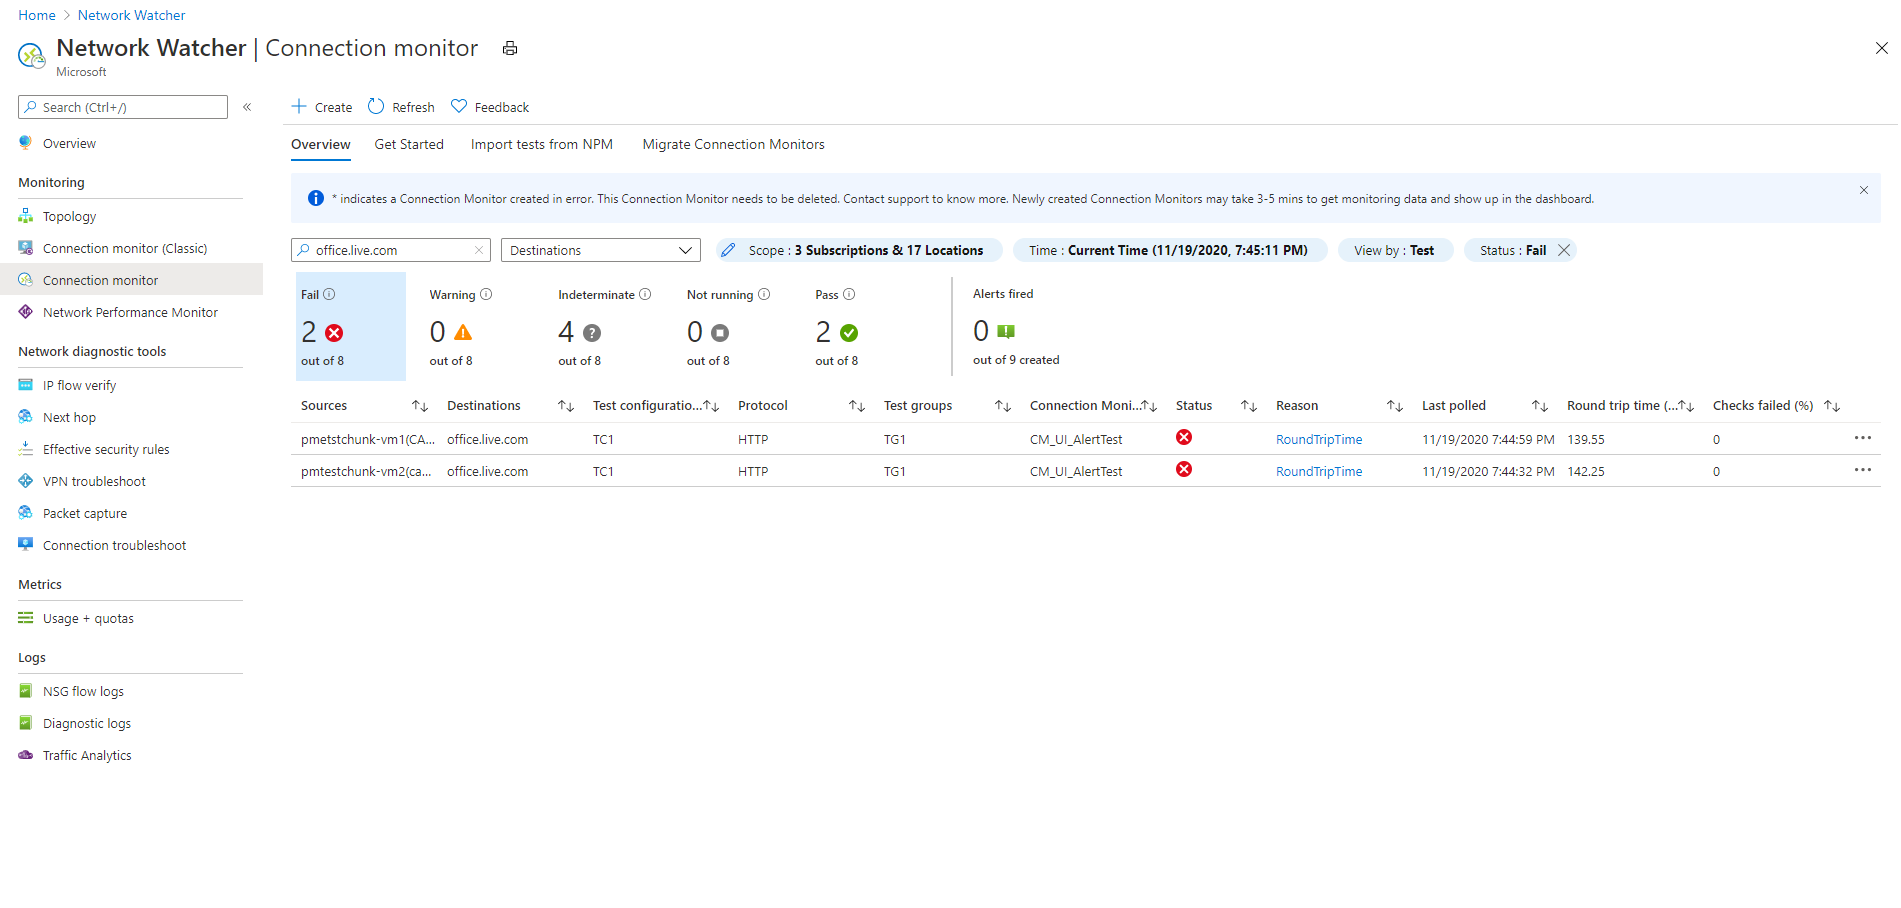 Home > Network Watcher
Network Watcher | Connection monitor
Microsoft
Search (Ctrl+/) «
Overview
Monitoring
Topology
Connection monitor (Classic)
Connection monitor
Network Performance Monitor
Network diagnostic tools
IP flow verify
Next hop
Effective security rules
VPN troubleshoot
Packet capture
Connection troubleshoot
Metrics
Usage + quotas
Logs
NSG flow logs
Diagnostic logs
Traffic Analytics
Create Refresh Feedback
Overview Get Started Import tests from NPM Migrate Connection Monitors
* indicates a Connection Monitor created in error. This Connection Monitor needs to be deleted. Contact support to know more. Newly created Connection Monitors may take 3-5 mins to get monitoring data and show up in the dashboard.
office.live.com Destinations Scope : 3 Subscriptions & 17 Locations Time : Current Time (11/19/2020, 7:45:11 PM) View by : Test Status : Fail
Fail Warning Indeterminate Not running Pass Alerts fired
2 0 4 0 2 0
out of 8 out of 8 out of 8 out of 8 out of 8 out of 9 created
Sources Destinations Test configuratio... Protocol Test groups Connection Moni... Status Reason Last polled Round trip time (... Checks failed (%)
pmetstchunk-vm1(CA... office.live.com TC1 HTTP TG1 CM_UI_AlertTest RoundTripTime 11/19/2020 7:44:59 PM 139.55 0 ...
pmtestchunk-vm2(ca... office.live.com TC1 HTTP TG1 CM_UI_AlertTest RoundTripTime 11/19/2020 7:44:32 PM 142.25 0 ...